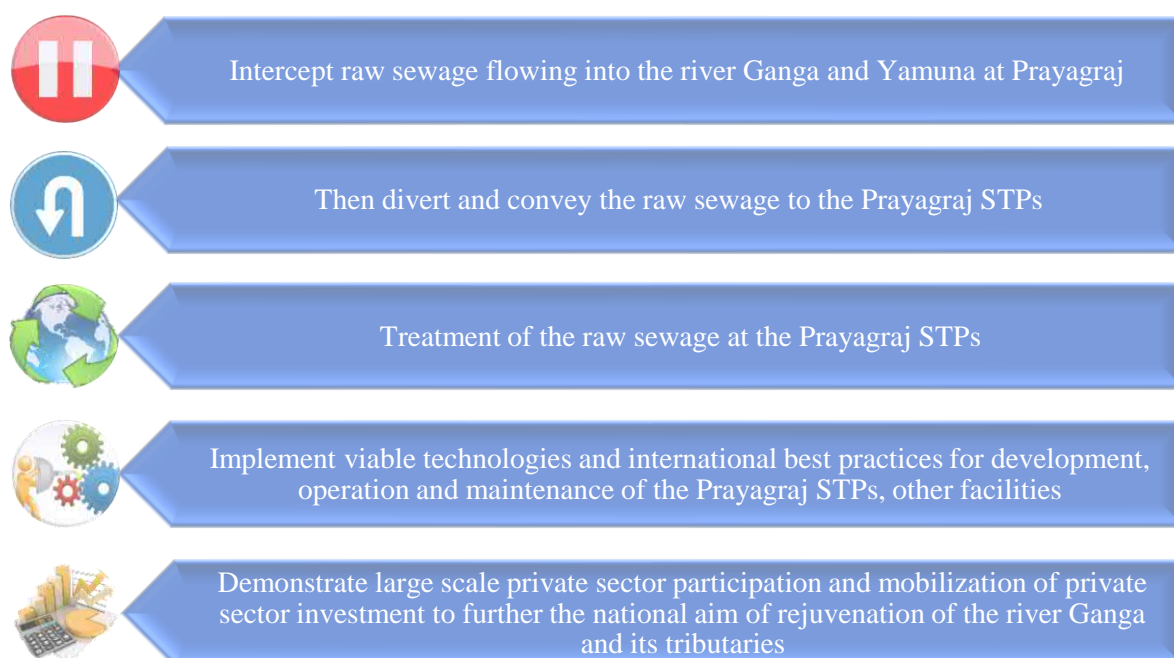 Intercept raw sewage flowing into the river Ganga and Yamuna at Prayagraj
Then divert and convey the raw sewage to the Prayagraj STPs
Treatment of the raw sewage at the Prayagraj STPs
Implement viable technologies and international best practices for development,
operation and maintenance of the Prayagraj STPs, other facilities
Demonstrate large scale private sector participation and mobilization of private
sector investment to further the national aim of rejuvenation of the river Ganga
and its tributaries